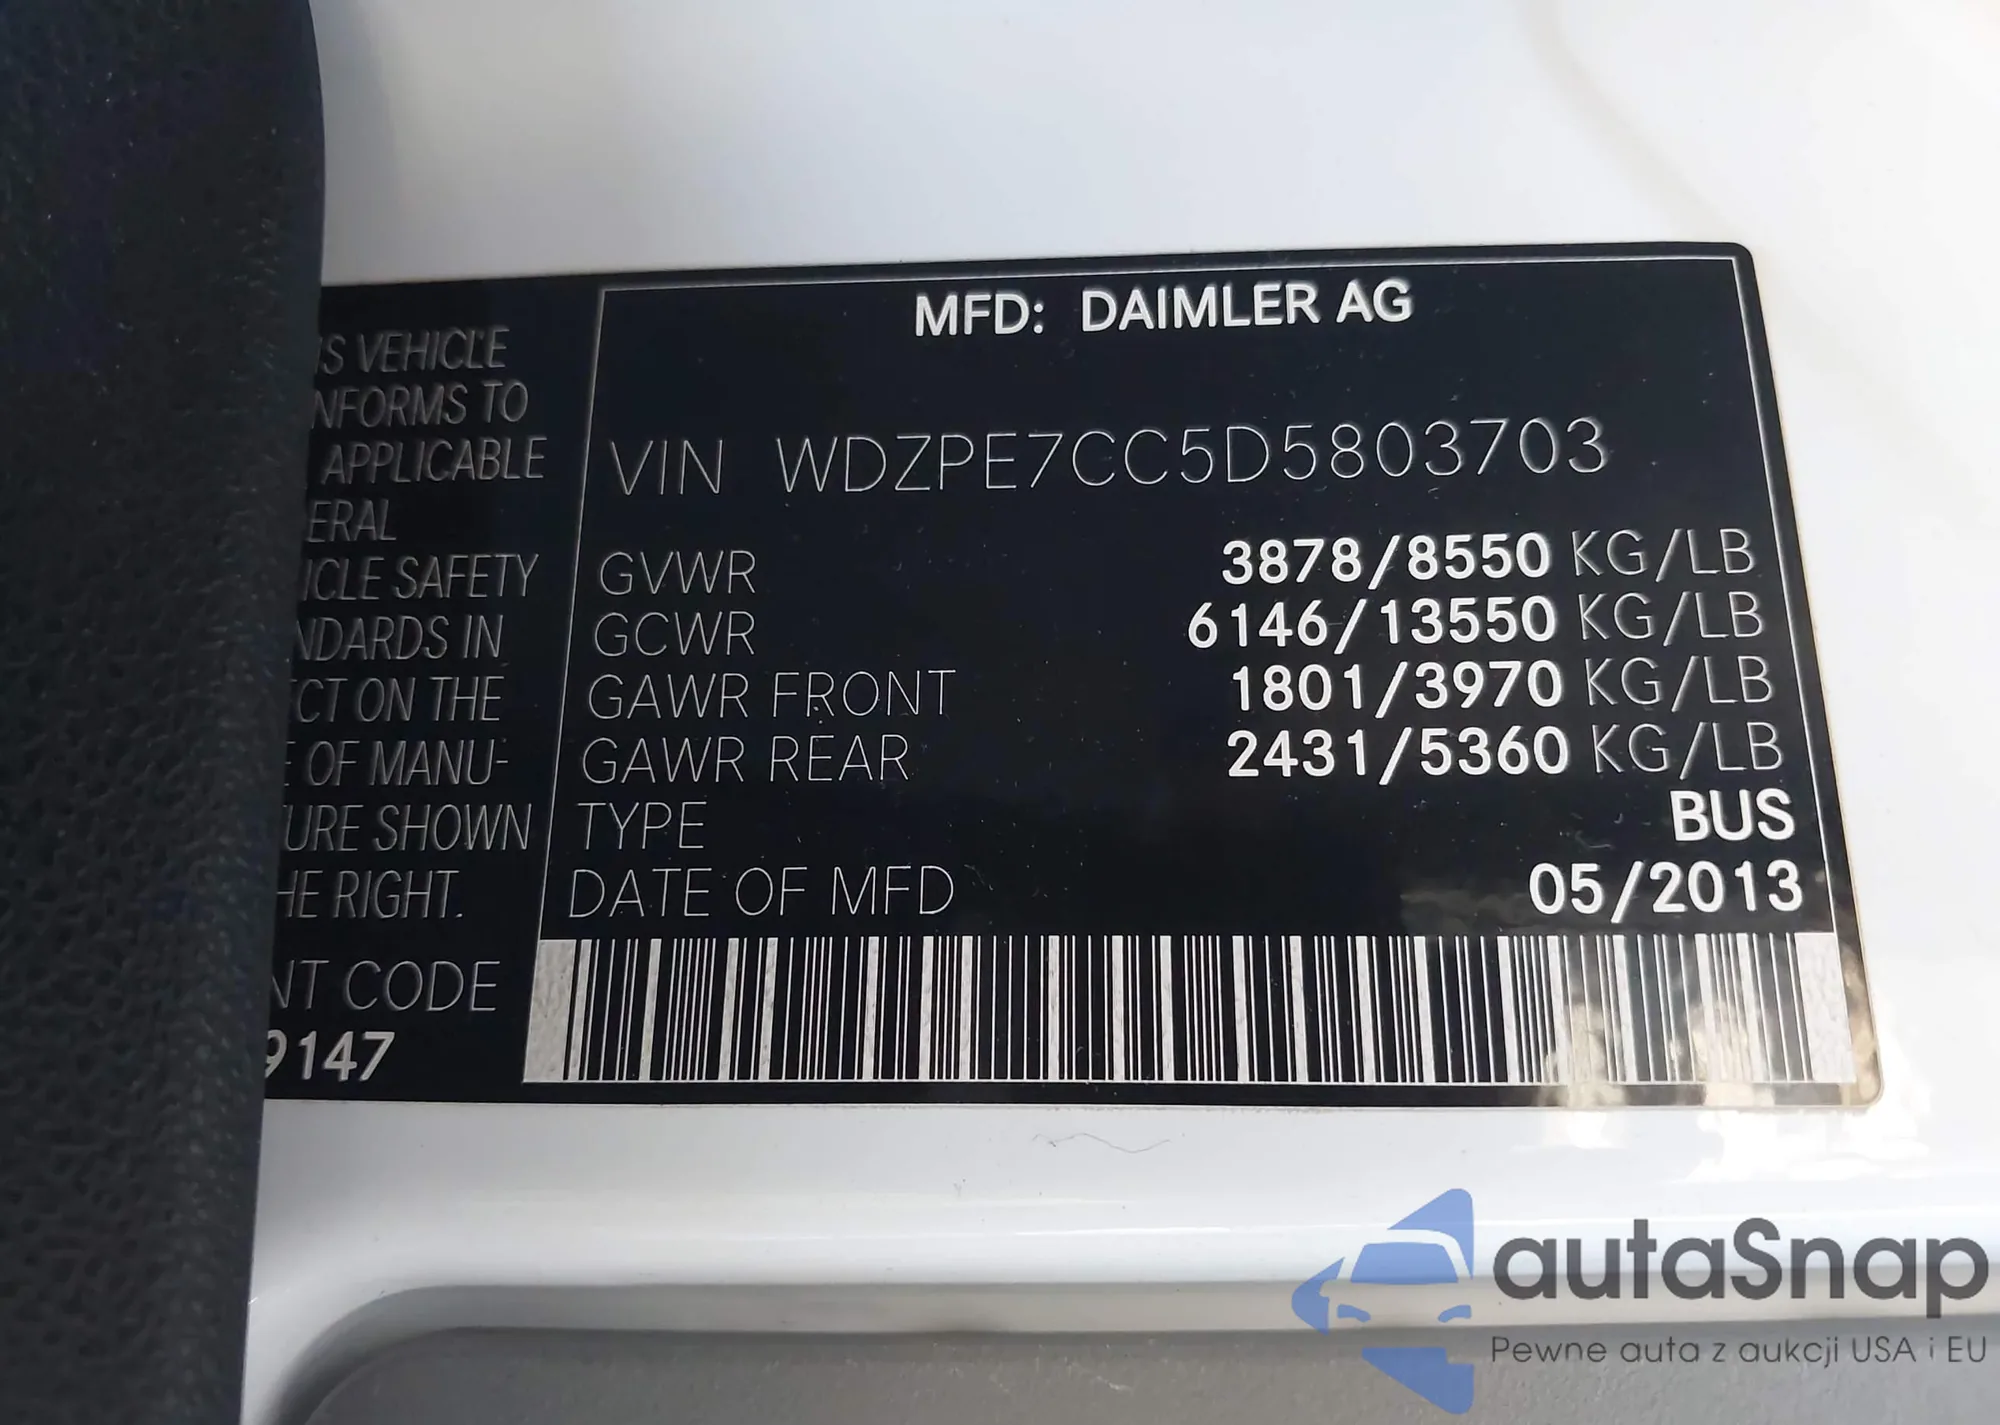 IS VEHICLE
NFORMS TO
APPLICABLE
ERAL
ICLE SAFETY
NDARDS IN
ECT ON THE
E OF MANU-
URE SHOWN
HE RIGHT.
NT CODE
9147
MFD: DAIMLER AG
VIN WDZPE7CC5D5803703
GVWR 3878/8550 KG/LB
GCWR 6146/13550 KG/LB
GAWR FRONT 1801/3970 KG/LB
GAWR REAR 2431/5360 KG/LB
TYPE BUS
DATE OF MFD 05/2013
autaSnap
Pewne auta z aukcji USA i EU